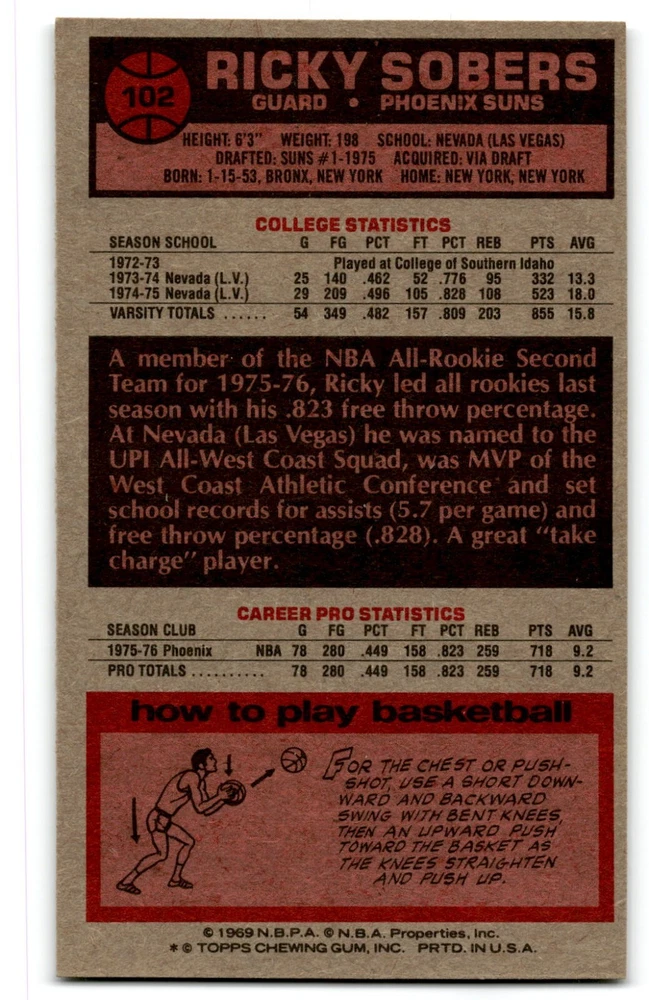 102
RICKY SOBERS
GUARD • PHOENIX SUNS
HEIGHT: 6'3" WEIGHT: 198 SCHOOL: NEVADA (LAS VEGAS)
DRAFTED: SUNS #1-1975 ACQUIRED: VIA DRAFT
BORN: 1-15-53, BRONX, NEW YORK HOME: NEW YORK, NEW YORK
COLLEGE STATISTICS
SEASON SCHOOL G FG PCT FT PCT REB PTS AVG
1972-73 Played at College of Southern Idaho
1973-74 Nevada (L.V.) 25 140 .462 52 .776 95 332 13.3
1974-75 Nevada (L.V.) 29 209 .496 105 .828 108 523 18.0
VARSITY TOTALS ...... 54 349 .482 157 .809 203 855 15.8
A member of the NBA All-Rookie Second
Team for 1975-76, Ricky led all rookies last
season with his .823 free throw percentage.
At Nevada (Las Vegas) he was named to the
UPI All-West Coast Squad, was MVP of the
West Coast Athletic Conference and set
school records for assists (5.7 per game) and
free throw percentage (.828). A great "take
charge" player.
CAREER PRO STATISTICS
SEASON CLUB G FG PCT FT PCT REB PTS AVG
1975-76 Phoenix NBA 78 280 .449 158 .823 259 718 9.2
PRO TOTALS .......... 78 280 .449 158 .823 259 718 9.2
how to play basketball
FOR THE CHEST OR PUSH-
SHOT, USE A SHORT DOWN-
WARD AND BACKWARD
SWING WITH BENT KNEES,
THEN AN UPWARD PUSH
TOWARD THE BASKET AS
THE KNEES STRAIGHTEN
AND PUSH UP.
© 1969 N.B.P.A. © N.B.A. Properties, Inc.
* © TOPPS CHEWING GUM, INC. PRTD. IN U.S.A.